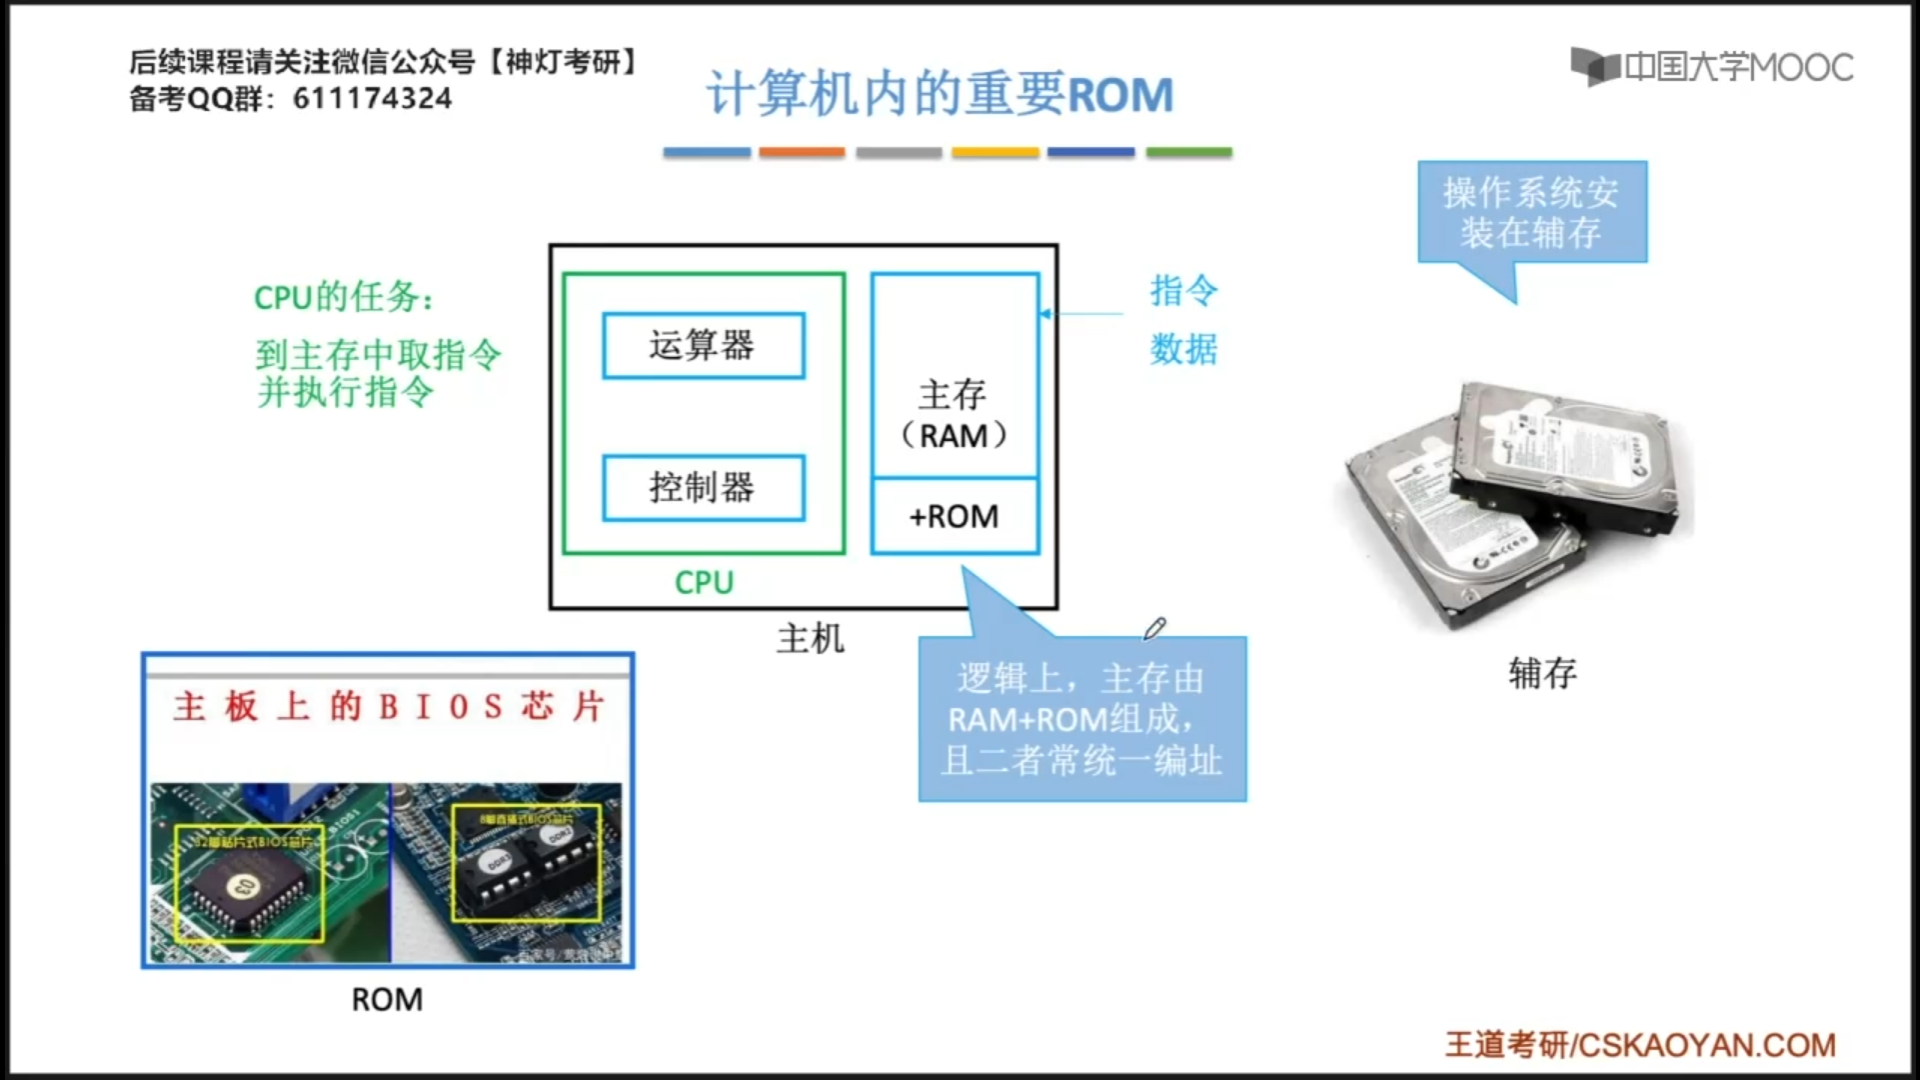 后续课程请关注微信公众号【神灯考研】
备考QQ群：611174324
计算机内的重要ROM
中国大学MOOC
操作系统安
装在辅存
CPU的任务：
到主存中取指令
并执行指令
运算器
控制器
CPU
主存
（RAM）
+ROM
指令
数据
主机
逻辑上，主存由
RAM+ROM组成，
且二者常统一编址
辅存
主板上的BIOS芯片
32脚贴片式BIOS芯片
8脚直插式BIOS芯片
03
DDR2
ROM
王道考研/CSKAOYAN.COM